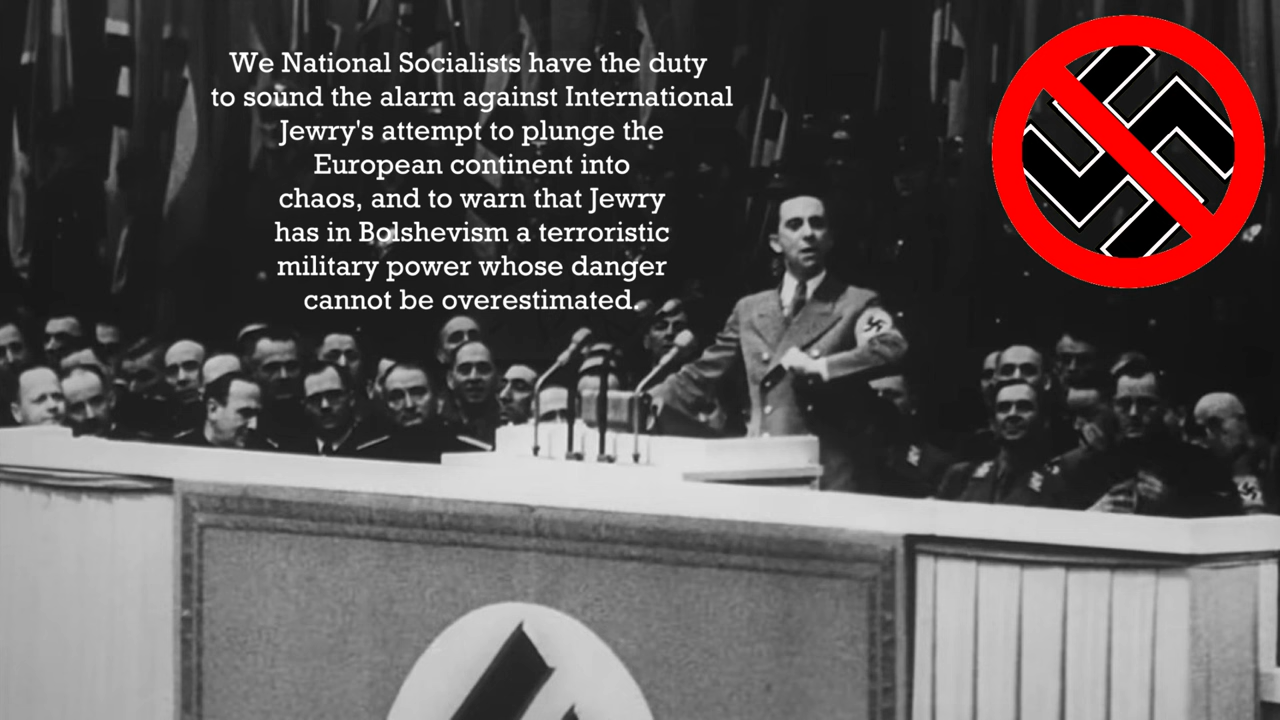 We National Socialists have the duty
to sound the alarm against International
Jewry's attempt to plunge the
European continent into
chaos, and to warn that Jewry
has in Bolshevism a terroristic
military power whose danger
cannot be overestimated.